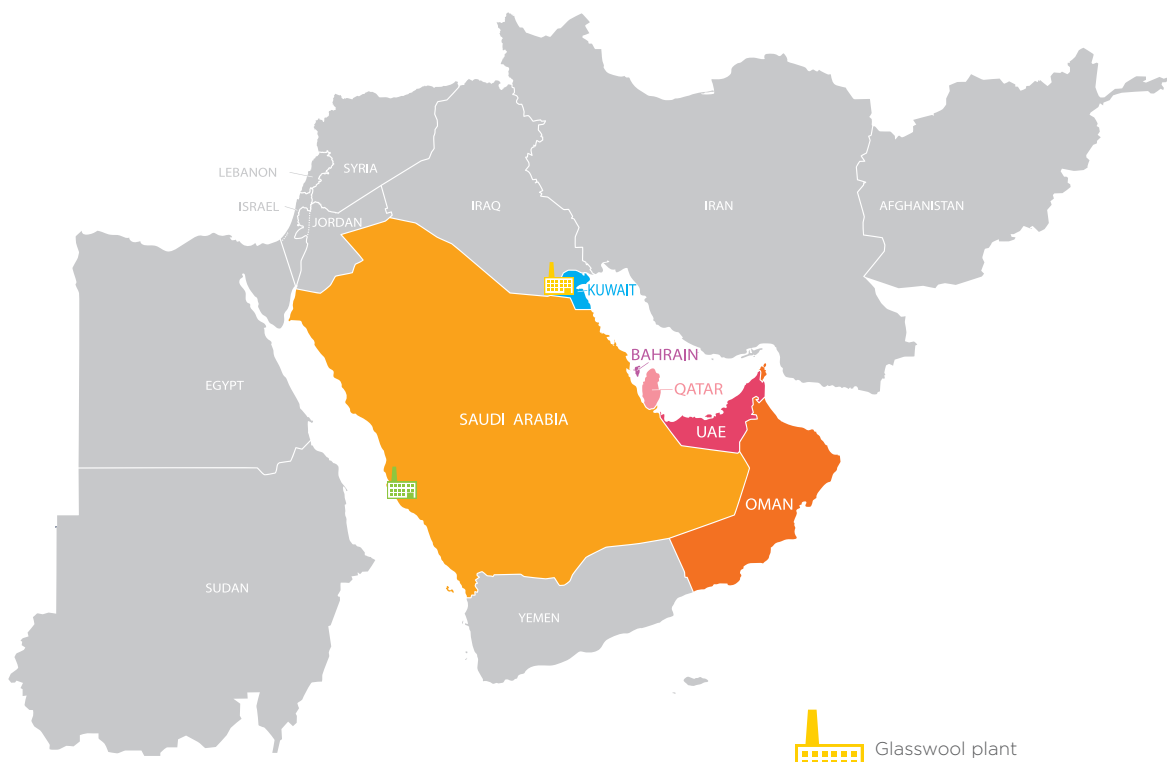 SYRIA
LEBANON
ISRAEL
JORDAN
IRAQ
IRAN
AFGHANISTAN
KUWAIT
BAHRAIN
QATAR
EGYPT
SAUDI ARABIA
UAE
OMAN
SUDAN
YEMEN
Glasswool plant